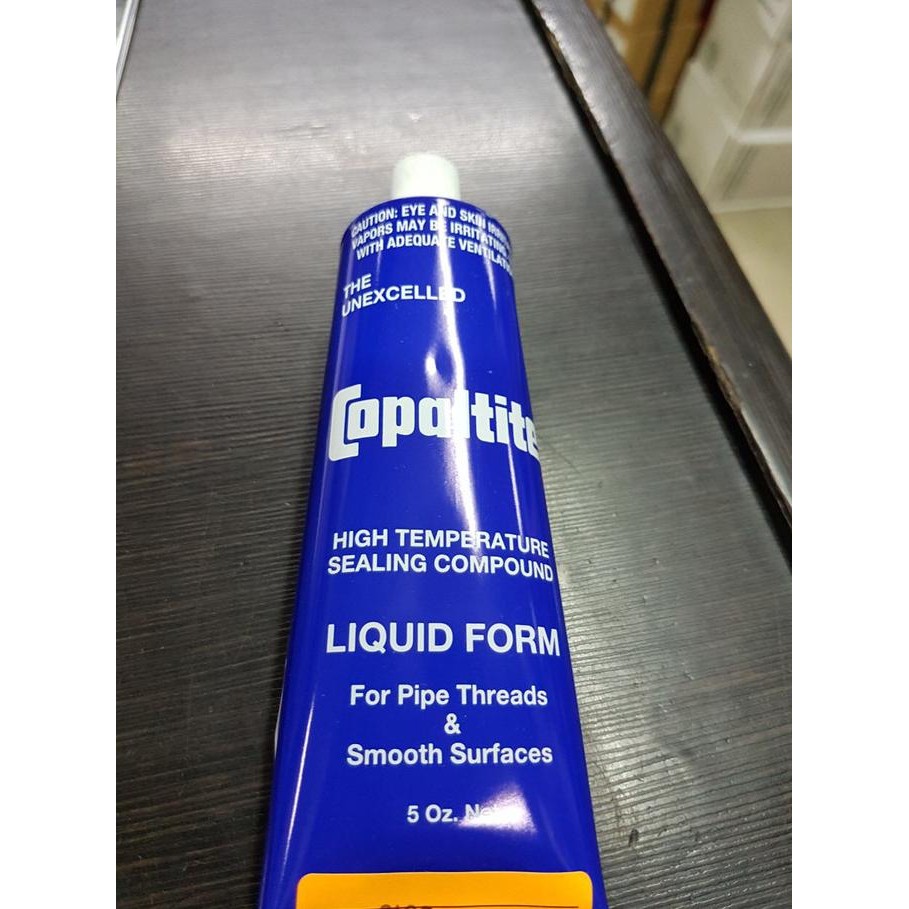 CAUTION: EYE AND SKIN
VAPORS MAY BE IRRITATING
WITH ADEQUATE
THE
UNEXCELLED
Copaltite
HIGH TEMPERATURE
SEALING COMPOUND
LIQUID FORM
For Pipe Threads
&
Smooth Surfaces
5 Oz.